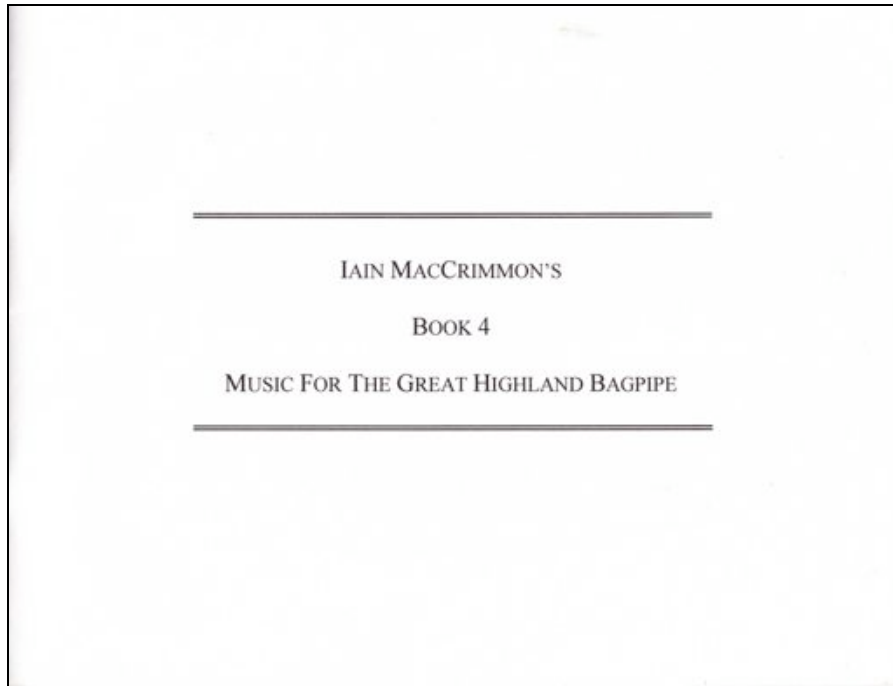 IAIN MACCRIMMON'S
BOOK 4
MUSIC FOR THE GREAT HIGHLAND BAGPIPE